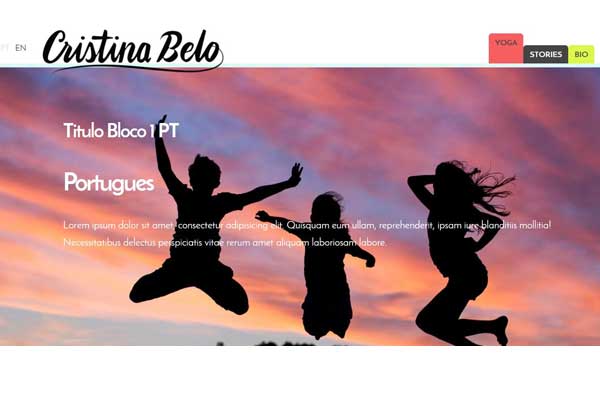 PT EN
Cristina Belo
YOGA
STORIES
BIO
Titulo Bloco 1 PT
Portugues
Lorem ipsum dolor sit amet, consectetur adipisicing elit. Quisquam eum ullam, reprehenderit, ipsam iure blanditiis mollitia!
Necessitatibus delectus perspiciatis vitae rerum amet aliquam laboriosam labore.